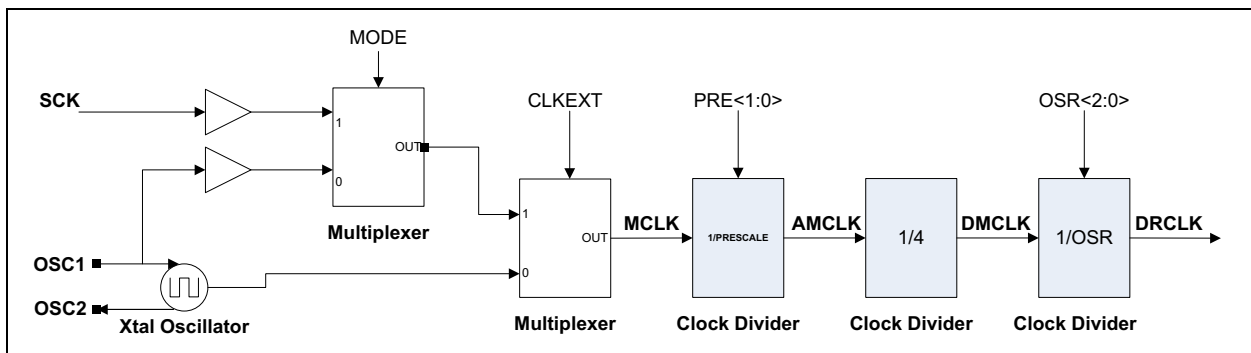 MODE
SCK
1
OUT
0
Multiplexer
CLKEXT
PRE<1:0>
OSR<2:0>
1
OUT
0
Multiplexer
MCLK
1/PRESCALE
Clock Divider
AMCLK
1/4
Clock Divider
DMCLK
1/OSR
Clock Divider
DRCLK
OSC1
OSC2
Xtal Oscillator